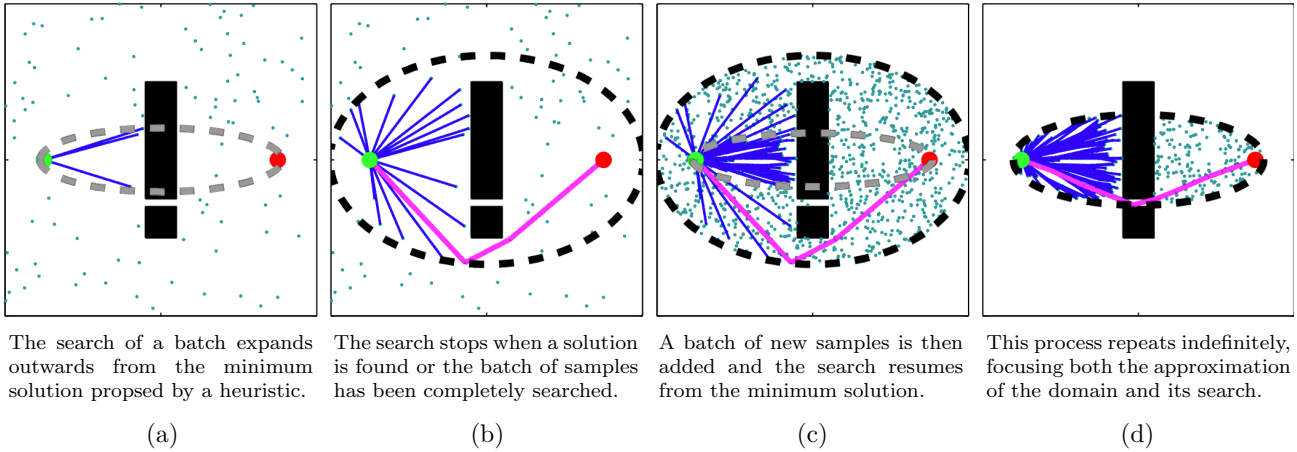 The search of a batch expands
outwards from the minimum
solution propsed by a heuristic.
(a)
The search stops when a solution
is found or the batch of samples
has been completely searched.
(b)
A batch of new samples is then
added and the search resumes
from the minimum solution.
(c)
This process repeats indefinitely,
focusing both the approximation
of the domain and its search.
(d)